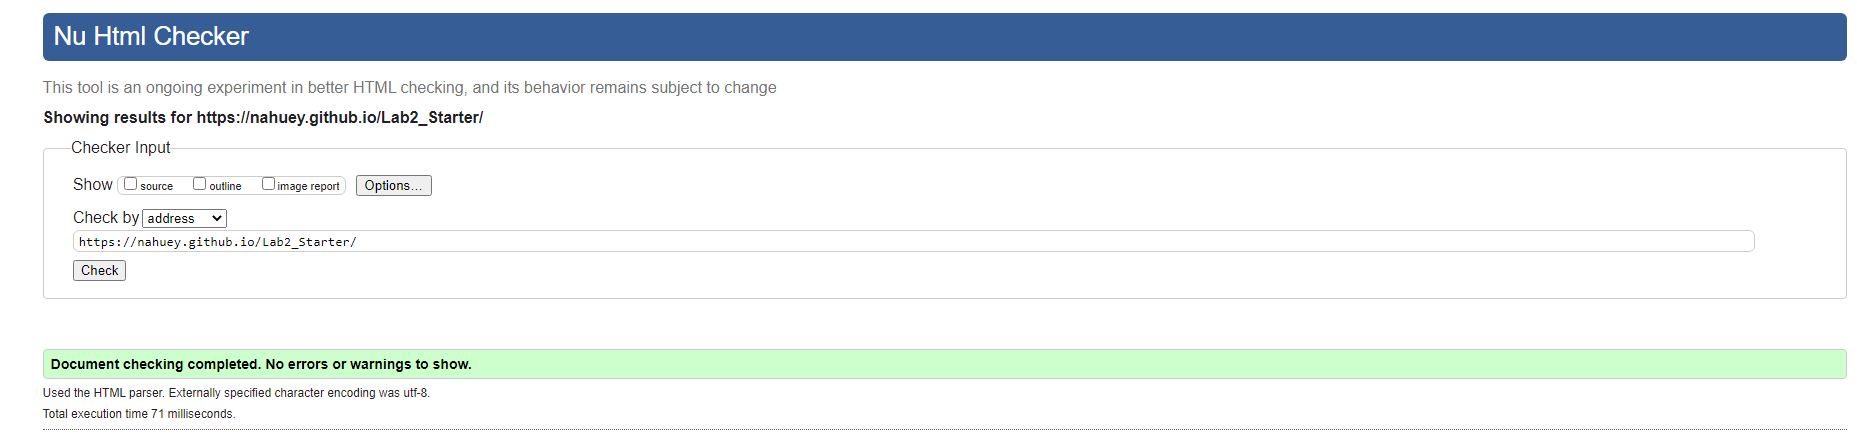 Nu Html Checker
This tool is an ongoing experiment in better HTML checking, and its behavior remains subject to change
Showing results for https://nahuey.github.io/Lab2_Starter/
Checker Input
Show source outline image report Options...
Check by address
https://nahuey.github.io/Lab2_Starter/
Check
Document checking completed. No errors or warnings to show.
Used the HTML parser. Externally specified character encoding was utf-8.
Total execution time 71 milliseconds.